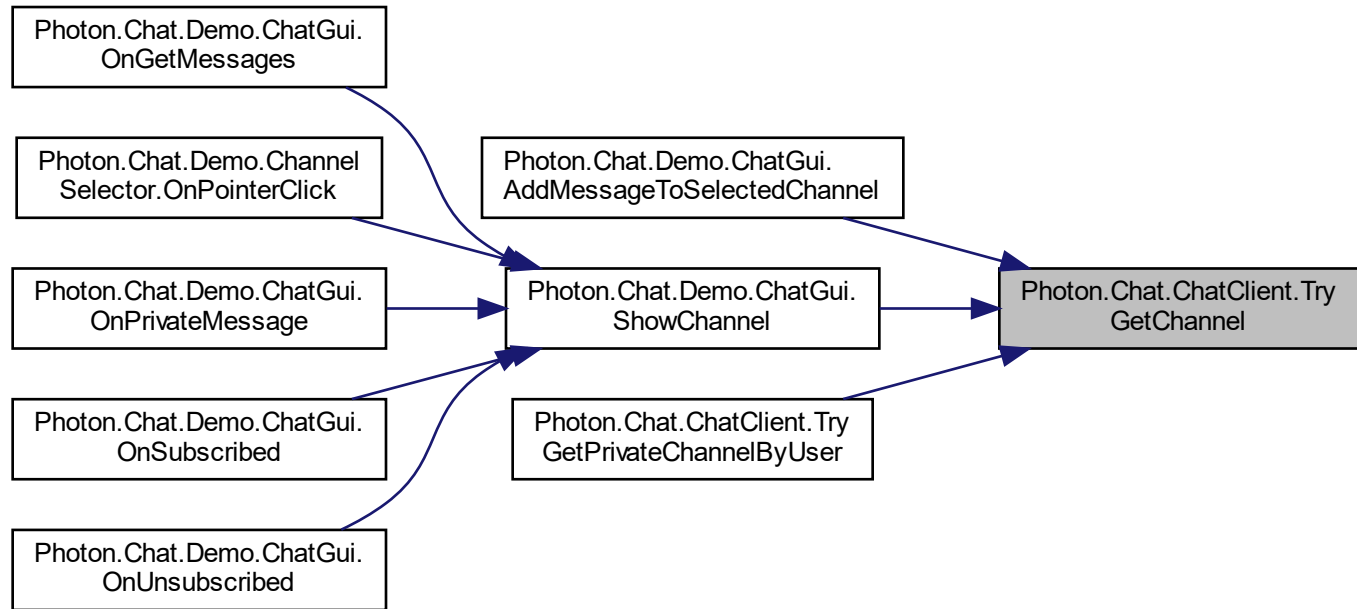 Photon.Chat.Demo.ChatGui.
OnGetMessages
Photon.Chat.Demo.Channel
Selector.OnPointerClick
Photon.Chat.Demo.ChatGui.
OnPrivateMessage
Photon.Chat.Demo.ChatGui.
OnSubscribed
Photon.Chat.Demo.ChatGui.
OnUnsubscribed
Photon.Chat.Demo.ChatGui.
AddMessageToSelectedChannel
Photon.Chat.Demo.ChatGui.
ShowChannel
Photon.Chat.ChatClient.Try
GetPrivateChannelByUser
Photon.Chat.ChatClient.Try
GetChannel